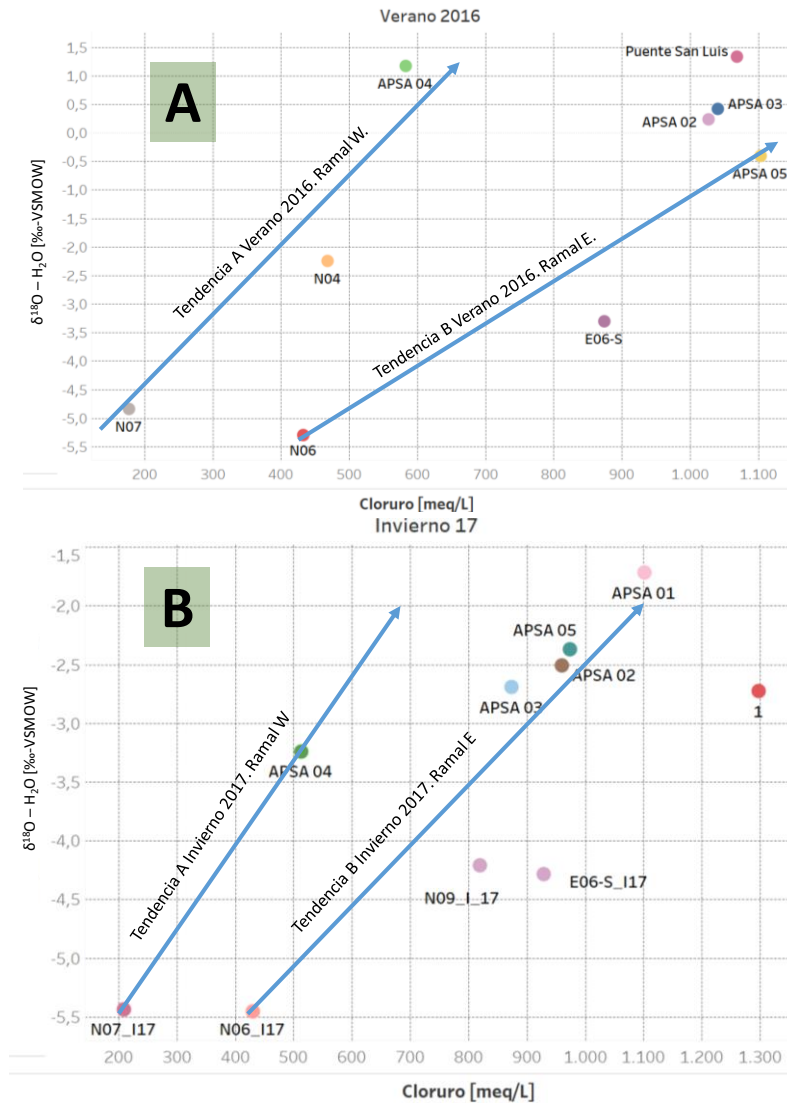 Verano 2016
A
δ¹⁸O – H₂O [‰-VSMOW]
1,5
1,0
0,5
0,0
-0,5
-1,0
-1,5
-2,0
-2,5
-3,0
-3,5
-4,0
-4,5
-5,0
-5,5
Puente San Luis
APSA 04
APSA 03
APSA 02
APSA 05
Tendencia A Verano 2016. Ramal W.
N04
Tendencia B Verano 2016. Ramal E.
E06-S
N07
N06
200 300 400 500 600 700 800 900 1.000 1.100
Cloruro [meq/L]
Invierno 17
B
δ¹⁸O – H₂O [‰-VSMOW]
-1,5
-2,0
-2,5
-3,0
-3,5
-4,0
-4,5
-5,0
-5,5
APSA 01
APSA 05
APSA 02
APSA 03
1
APSA 04
Tendencia A Invierno 2017. Ramal W
Tendencia B Invierno 2017. Ramal E
E06-S_I17
N09_I_17
N07_I17
N06_I17
200 300 400 500 600 700 800 900 1.000 1.100 1.200 1.300
Cloruro [meq/L]